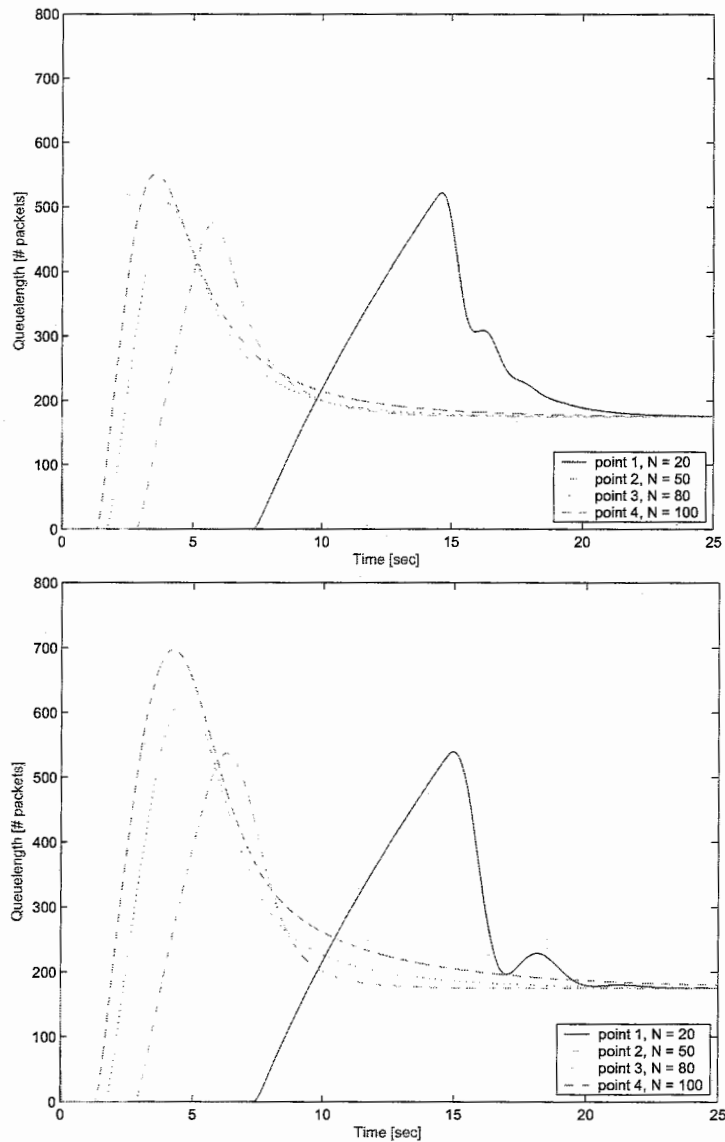 800
700
600
500
400
300
200
100
0
Queuelength [# packets]
0 5 10 15 20 25
Time [sec]
point 1, N = 20
point 2, N = 50
point 3, N = 80
point 4, N = 100
800
700
600
500
400
300
200
100
0
Queuelength [# packets]
0 5 10 15 20 25
Time [sec]
point 1, N = 20
point 2, N = 50
point 3, N = 80
point 4, N = 100